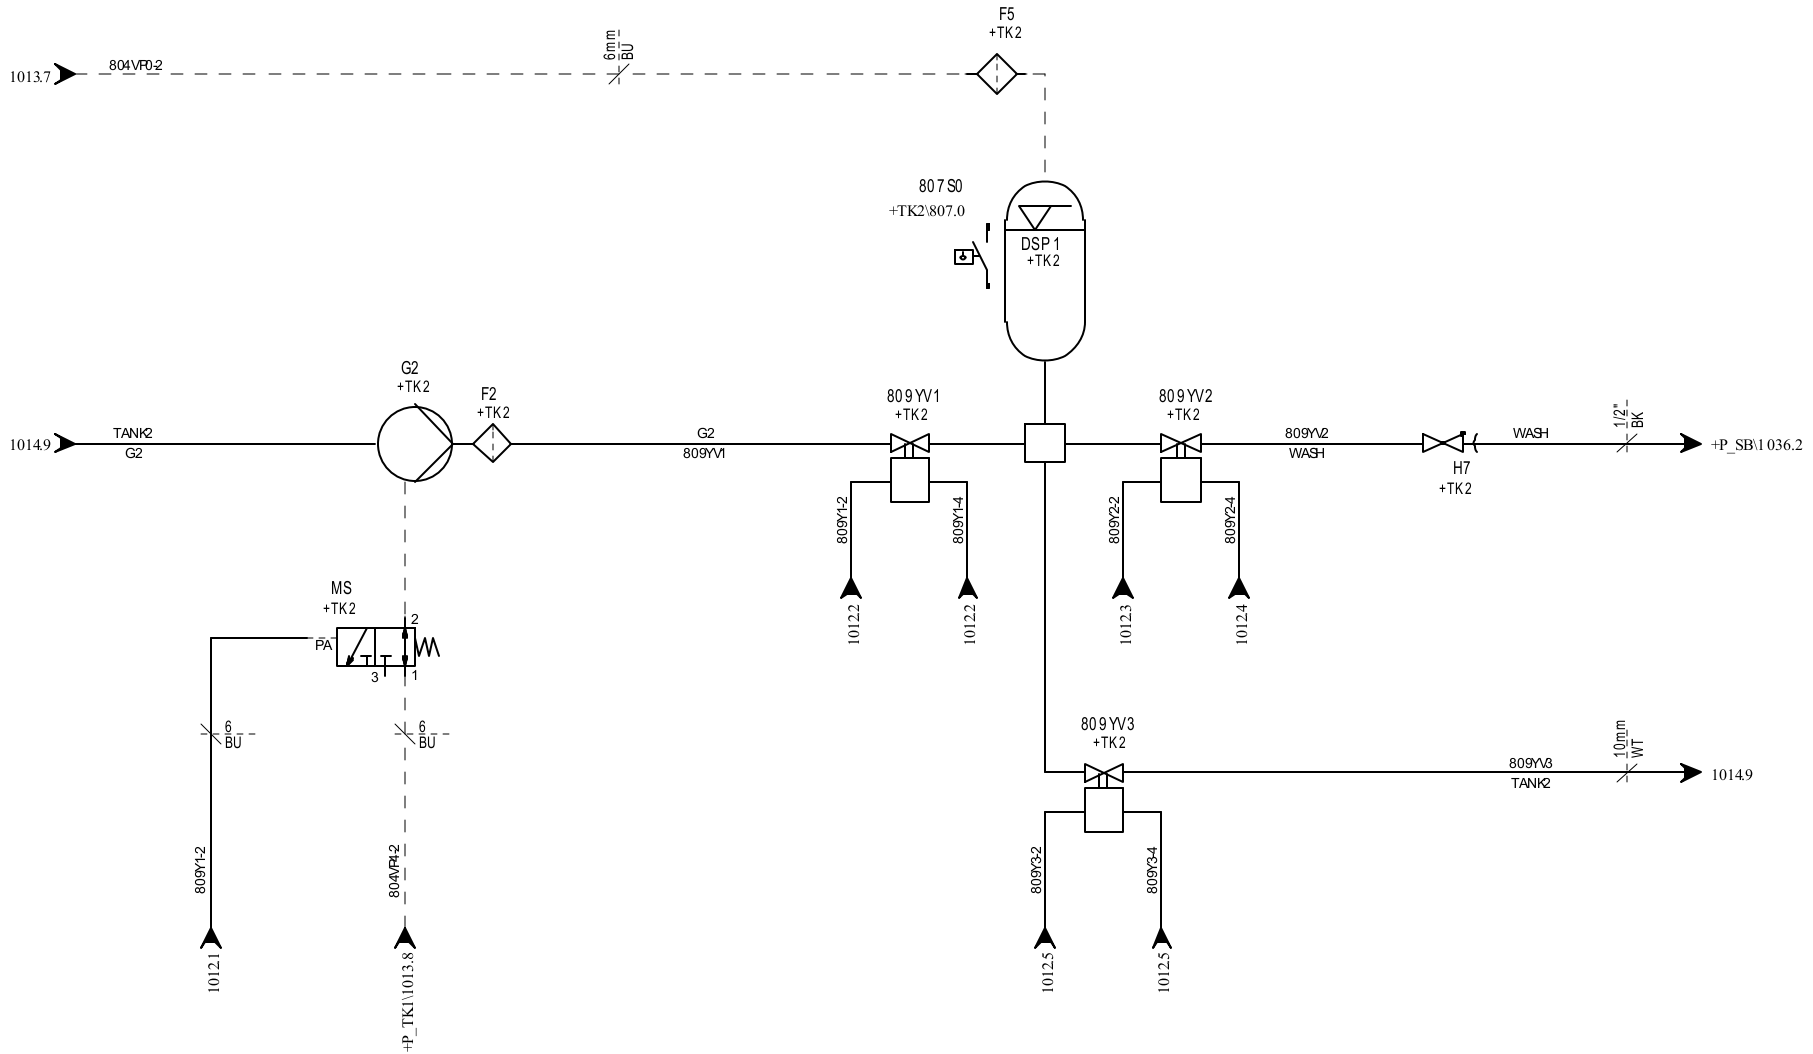 F5
+TK2
6mm
BU
1013.7
804VP0-2
807S0
+TK2\807.0
DSP1
+TK2
G2
+TK2
F2
+TK2
809YV1
+TK2
809YV2
+TK2
1/2"
BK
1014.9
TANK2
G2
G2
809YV1
809YV2
WASH
WASH
+P_SB\1036.2
H7
+TK2
809Y1-2
809Y1-4
809Y2-2
809Y2-4
MS
+TK2
1012.2
1012.2
1012.3
1012.4
2
PA
3
1
6
BU
6
BU
809YV3
+TK2
10mm
WT
809YV3
TANK2
1014.9
809Y1-2
804VP4-2
809Y3-2
809Y3-4
1012.1
+P_TK1\1013.8
1012.5
1012.5